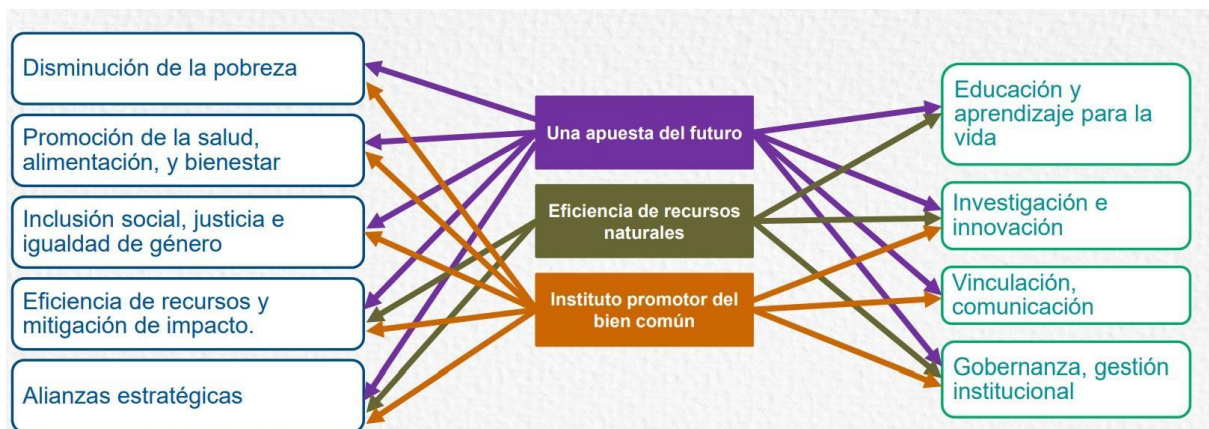 Disminución de la pobreza
Promoción de la salud,
alimentación, y bienestar
Inclusión social, justicia e
igualdad de género
Eficiencia de recursos y
mitigación de impacto.
Alianzas estratégicas
Una apuesta del futuro
Eficiencia de recursos
naturales
Instituto promotor del
bien común
Educación y
aprendizaje para la
vida
Investigación e
innovación
Vinculación,
comunicación
Gobernanza, gestión
institucional